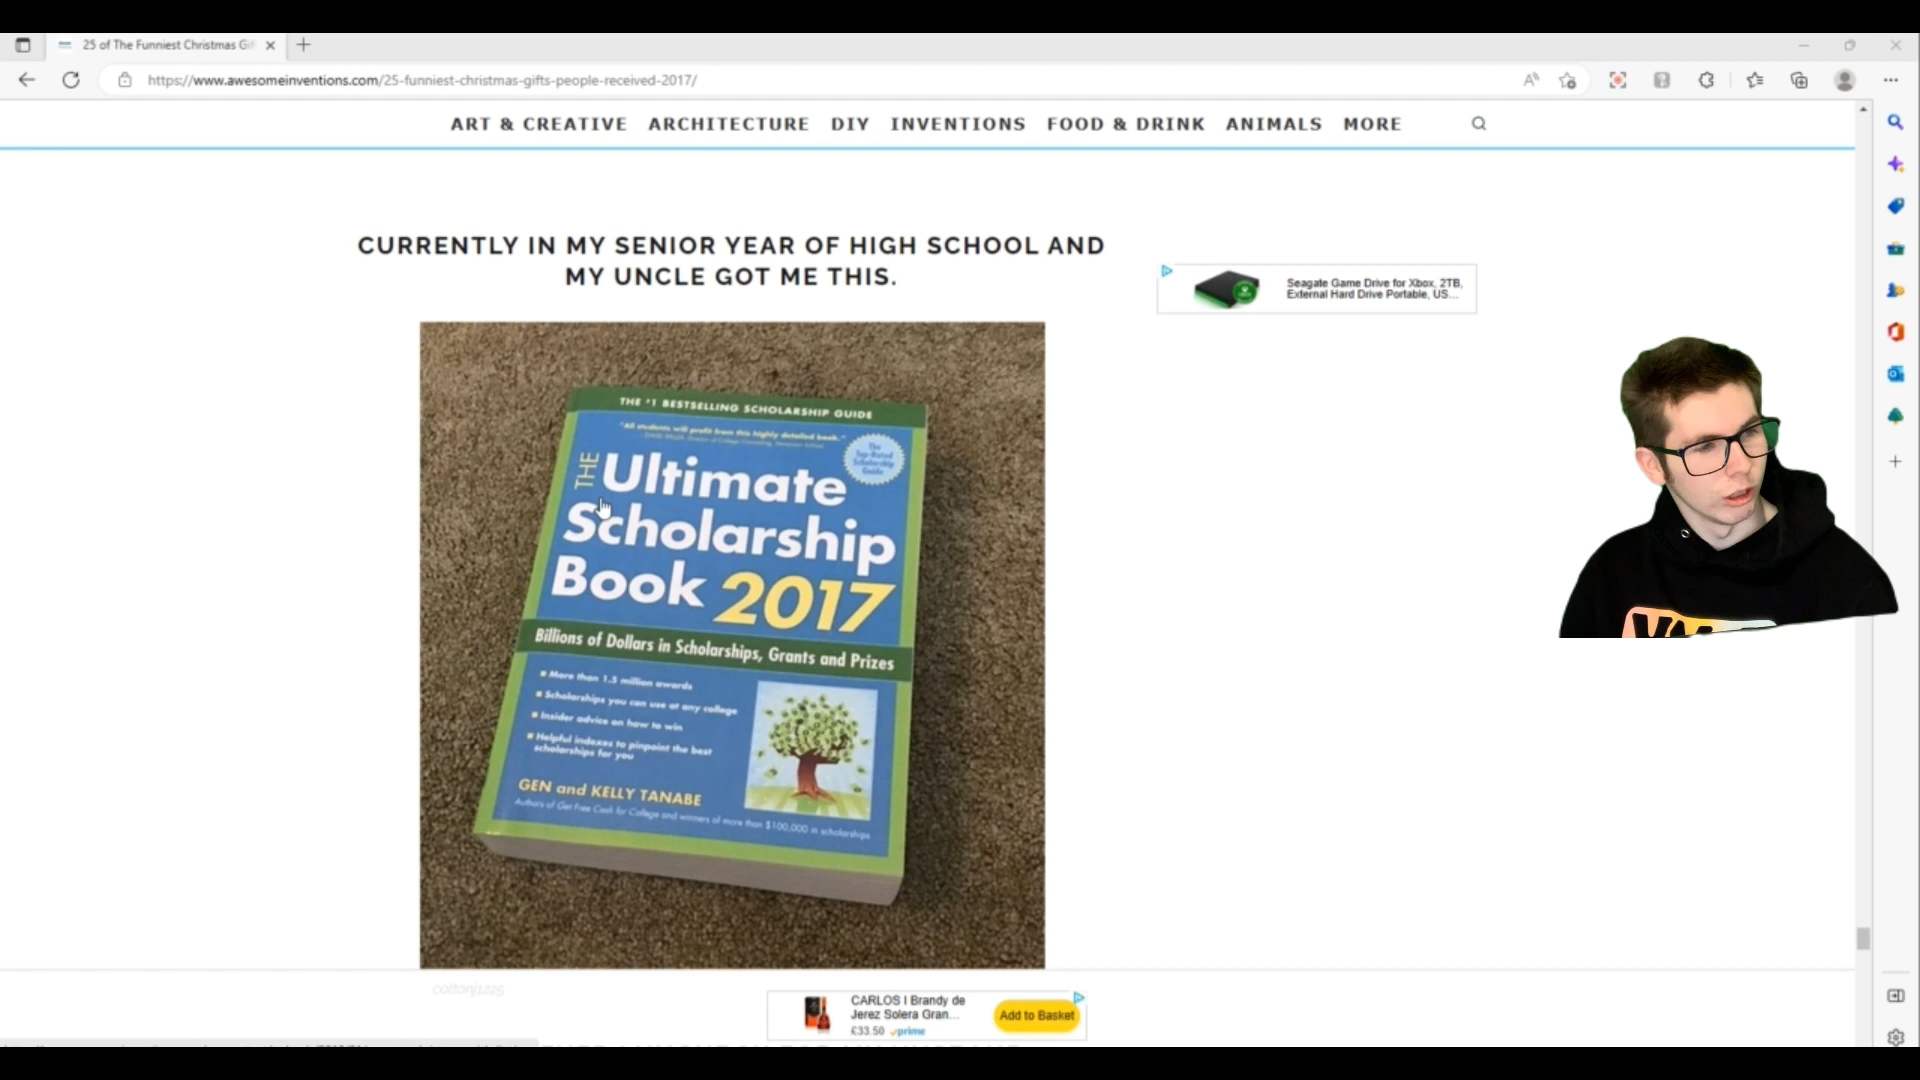 25 of The Funniest Christmas Gif
https://www.awesomeinventions.com/25-funniest-christmas-gifts-people-received-2017/
ART & CREATIVE ARCHITECTURE DIY INVENTIONS FOOD & DRINK ANIMALS MORE
CURRENTLY IN MY SENIOR YEAR OF HIGH SCHOOL AND
MY UNCLE GOT ME THIS.
Seagate Game Drive for Xbox, 2TB,
External Hard Drive Portable, US...
THE #1 BESTSELLING SCHOLARSHIP GUIDE
"All students will profit from this highly detailed book."
The
Top-Rated
Scholarship
Guide
THE Ultimate
Scholarship
Book 2017
Billions of Dollars in Scholarships, Grants and Prizes
More than 1.5 million awards
Scholarships you can use at any college
Insider advice on how to win
Helpful indexes to pinpoint the best
scholarships for you
GEN and KELLY TANABE
Authors of Get Free Cash for College and winners of more than $100,000 in scholarships
coltonj1225
CARLOS I Brandy de
Jerez Solera Gran...
£33.50 prime
Add to Basket